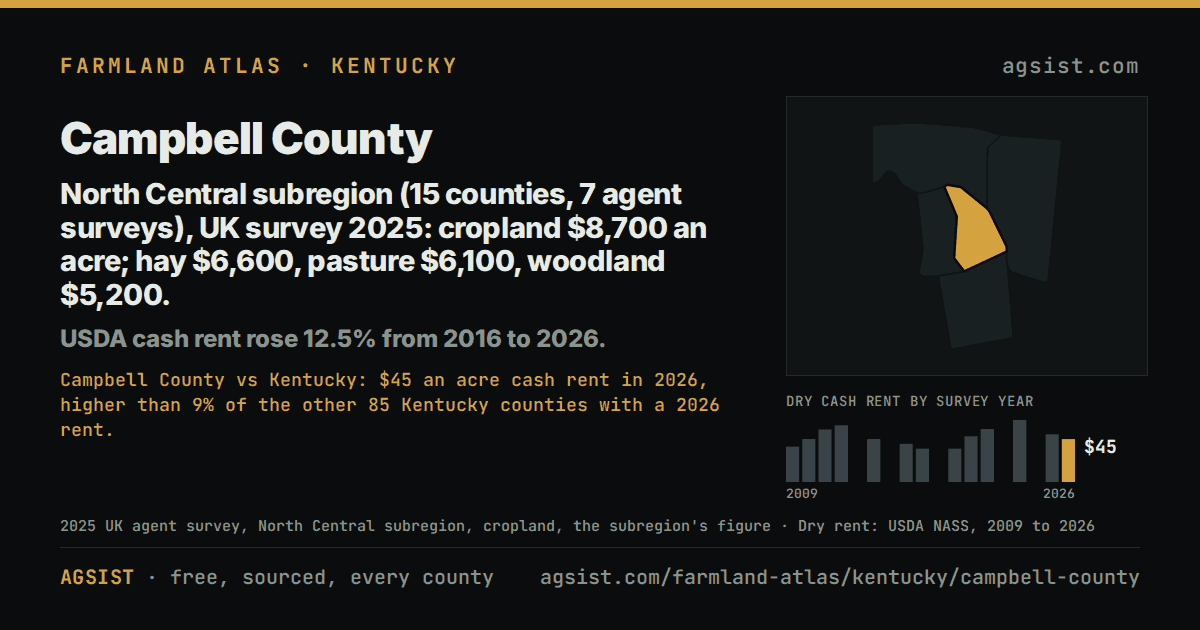 FARMLAND ATLAS · KENTUCKY
agsist.com
Campbell County
North Central subregion (15 counties, 7 agent
surveys), UK survey 2025: cropland $8,700 an
acre; hay $6,600, pasture $6,100, woodland
$5,200.
USDA cash rent rose 12.5% from 2016 to 2026.
Campbell County vs Kentucky: $45 an acre cash rent in 2026,
higher than 9% of the other 85 Kentucky counties with a 2026
rent.
DRY CASH RENT BY SURVEY YEAR
$45
2009
2026
2025 UK agent survey, North Central subregion, cropland, the subregion's figure · Dry rent: USDA NASS, 2009 to 2026
AGSIST · free, sourced, every county
agsist.com/farmland-atlas/kentucky/campbell-county